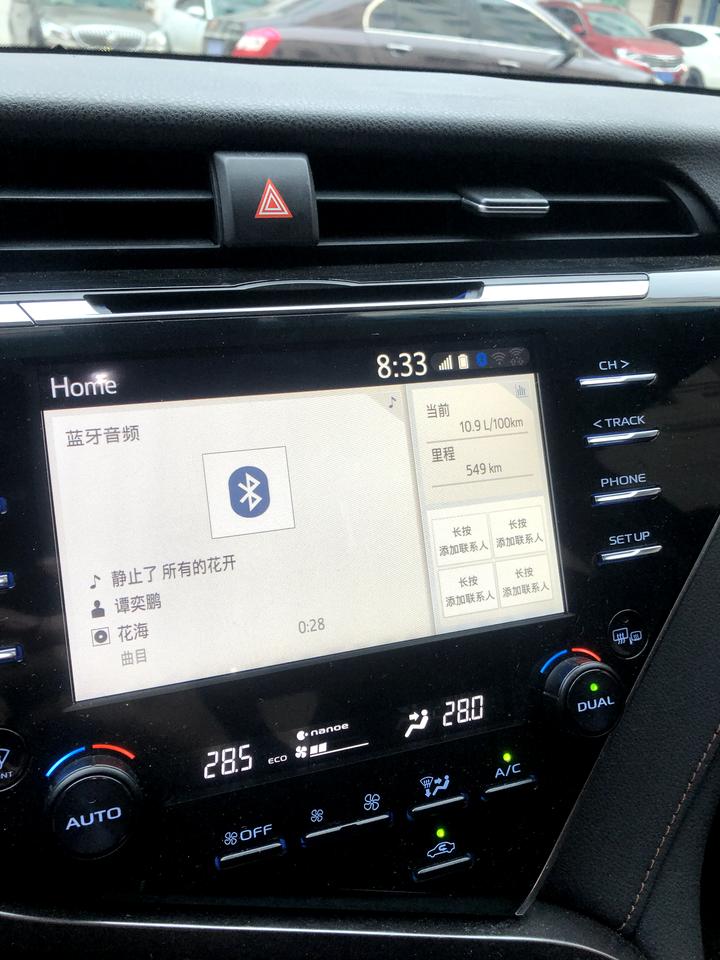 Home
8:33
蓝牙音频
静止了 所有的花开
谭奕鹏
花海
曲目
0:28
当前
10.9 L/100km
里程
549 km
长按
添加联系人
长按
添加联系人
长按
添加联系人
长按
添加联系人
CH >
< TRACK
PHONE
SETUP
28.5
ECO
nanoe
28.0
DUAL
AUTO
OFF
A/C